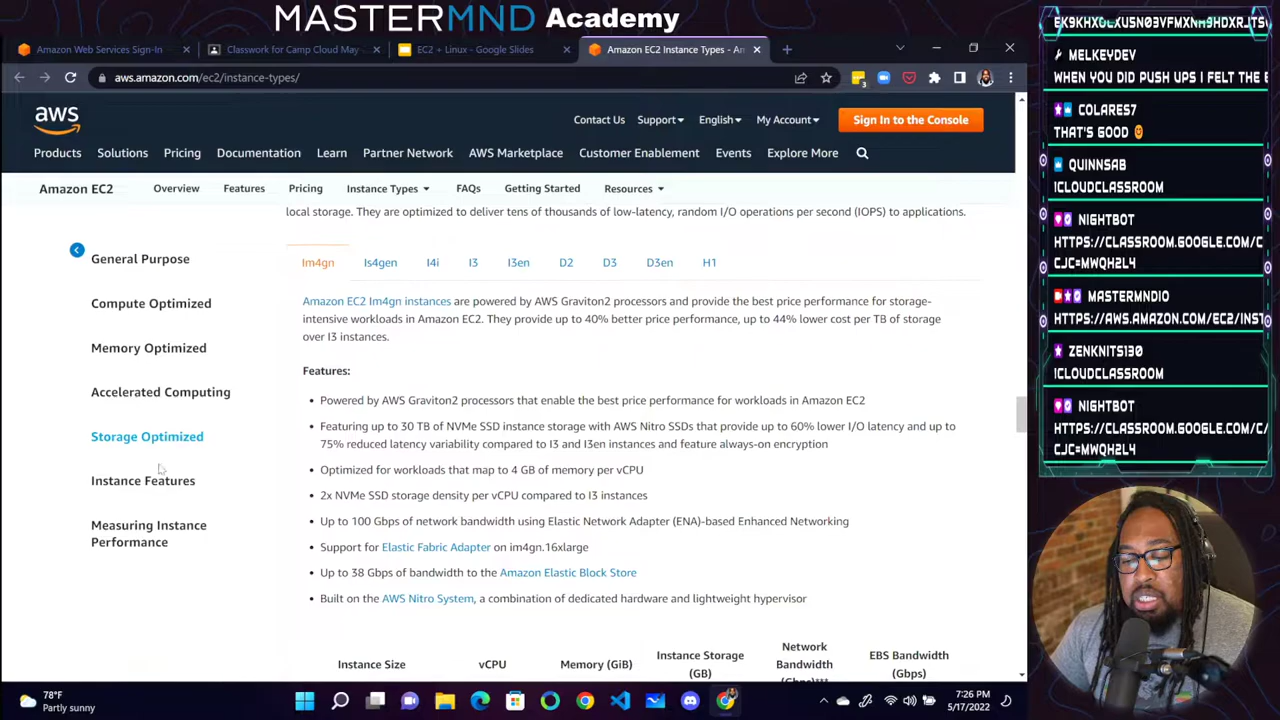 MASTERMND Academy
Amazon Web Services Sign-In
Classwork for Camp Cloud May
EC2 + Linux - Google Slides
Amazon EC2 Instance Types - Am
aws.amazon.com/ec2/instance-types/
3
aws
Contact Us Support English My Account Sign In to the Console
Products Solutions Pricing Documentation Learn Partner Network AWS Marketplace Customer Enablement Events Explore More
Amazon EC2 Overview Features Pricing Instance Types FAQs Getting Started Resources
local storage. They are optimized to deliver tens of thousands of low-latency, random I/O operations per second (IOPS) to applications.
General Purpose
Compute Optimized
Memory Optimized
Accelerated Computing
Storage Optimized
Instance Features
Measuring Instance
Performance
Im4gn Is4gen I4i I3 I3en D2 D3 D3en H1
Amazon EC2 Im4gn instances are powered by AWS Graviton2 processors and provide the best price performance for storage-
intensive workloads in Amazon EC2. They provide up to 40% better price performance, up to 44% lower cost per TB of storage
over I3 instances.
Features:
• Powered by AWS Graviton2 processors that enable the best price performance for workloads in Amazon EC2
• Featuring up to 30 TB of NVMe SSD instance storage with AWS Nitro SSDs that provide up to 60% lower I/O latency and up to
75% reduced latency variability compared to I3 and I3en instances and feature always-on encryption
• Optimized for workloads that map to 4 GB of memory per vCPU
• 2x NVMe SSD storage density per vCPU compared to I3 instances
• Up to 100 Gbps of network bandwidth using Elastic Network Adapter (ENA)-based Enhanced Networking
• Support for Elastic Fabric Adapter on im4gn.16xlarge
• Up to 38 Gbps of bandwidth to the Amazon Elastic Block Store
• Built on the AWS Nitro System, a combination of dedicated hardware and lightweight hypervisor
Instance Size vCPU Memory (GiB) Instance Storage
(GB) Network
Bandwidth EBS Bandwidth
(Gbps)
MELKEYDEV
WHEN YOU DID PUSH UPS I FELT THE
COLARES7
THAT'S GOOD
QUINNSAB
!CLOUDCLASSROOM
NIGHTBOT
HTTPS://CLASSROOM.GOOGLE.COM/C
CJC=MWQH2L4
MASTERMNDIO
HTTPS://AWS.AMAZON.COM/EC2/INST
ZENKNITS130
!CLOUDCLASSROOM
NIGHTBOT
HTTPS://CLASSROOM.GOOGLE.COM/C
CJC=MWQH2L4
78°F
Partly sunny
7:26 PM
5/17/2022